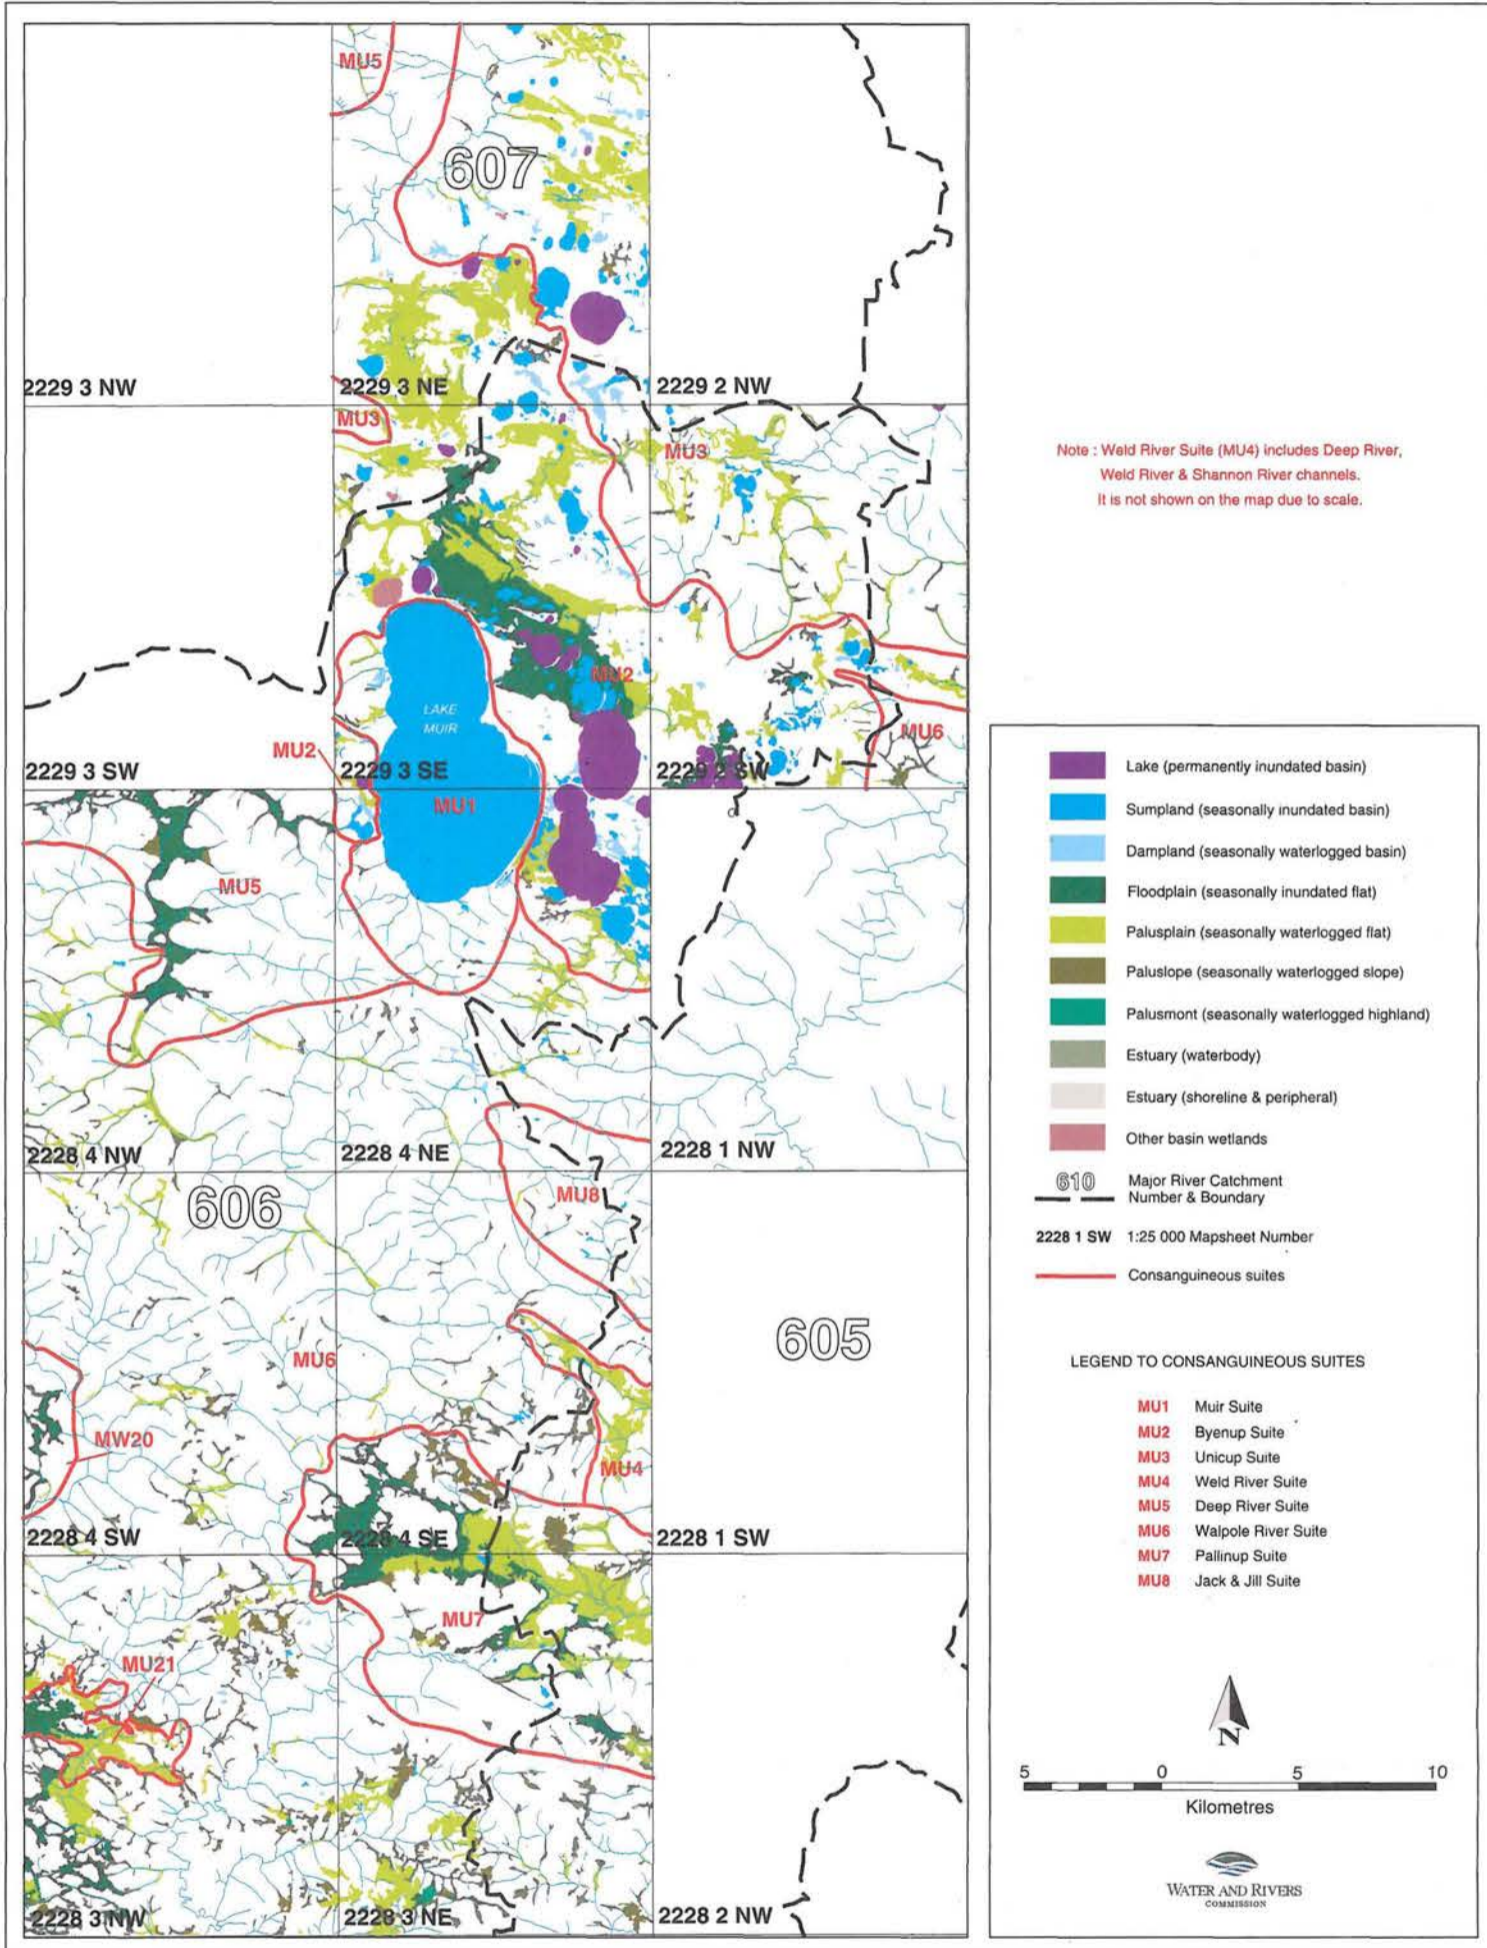 MU5
607
2229 3 NW
2229 3 NE
2229 2 NW
MU3
MU3
Note : Weld River Suite (MU4) includes Deep River,
Weld River & Shannon River channels.
It is not shown on the map due to scale.
MU2
LAKE
MUIR
MU2
MU6
2229 3 SW
2229 3 SE
2229 2 SW
MU1
MU5
2228 4 NW
2228 4 NE
2228 1 NW
606
MU8
605
MU6
MW20
MU4
2228 4 SW
2228 4 SE
2228 1 SW
MU7
MU21
2228 3 NW
2228 3 NE
2228 2 NW
Lake (permanently inundated basin)
Sumpland (seasonally inundated basin)
Dampland (seasonally waterlogged basin)
Floodplain (seasonally inundated flat)
Palusplain (seasonally waterlogged flat)
Paluslope (seasonally waterlogged slope)
Palusmont (seasonally waterlogged highland)
Estuary (waterbody)
Estuary (shoreline & peripheral)
Other basin wetlands
610 Major River Catchment
Number & Boundary
2228 1 SW 1:25 000 Mapsheet Number
Consanguineous suites
LEGEND TO CONSANGUINEOUS SUITES
MU1 Muir Suite
MU2 Byenup Suite
MU3 Unicup Suite
MU4 Weld River Suite
MU5 Deep River Suite
MU6 Walpole River Suite
MU7 Pallinup Suite
MU8 Jack & Jill Suite
N
5 0 5 10
Kilometres
WATER AND RIVERS
COMMISSION